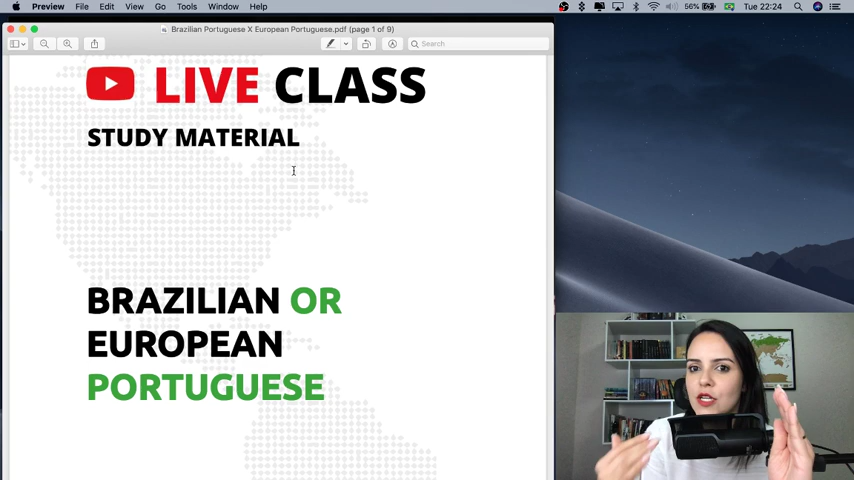 Preview File Edit View Go Tools Window Help
56% Tue 22:24
Brazilian Portuguese X European Portuguese.pdf (page 1 of 9)
Search
LIVE CLASS
STUDY MATERIAL
BRAZILIAN OR
EUROPEAN
PORTUGUESE